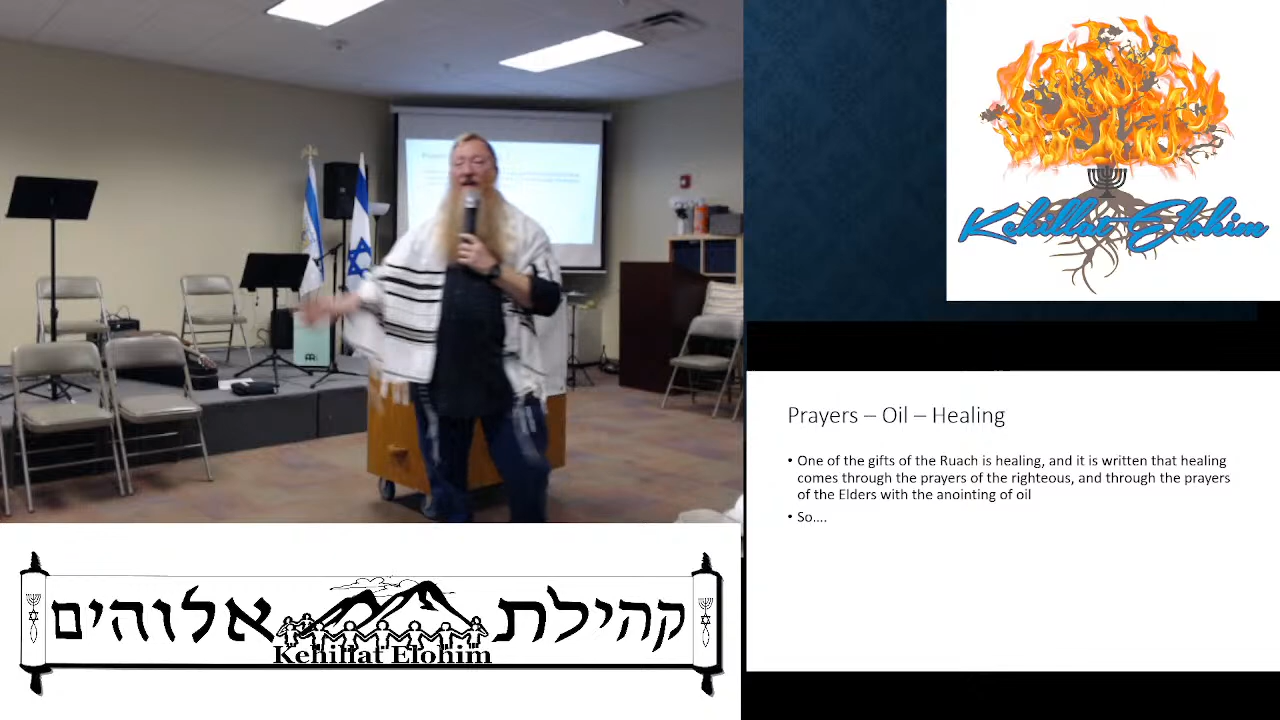 Kehillat Elohim
Prayers – Oil – Healing
• One of the gifts of the Ruach is healing, and it is written that healing
comes through the prayers of the righteous, and through the prayers
of the Elders with the anointing of oil
• So....
קהילת אלוהים
Kehillat Elohim